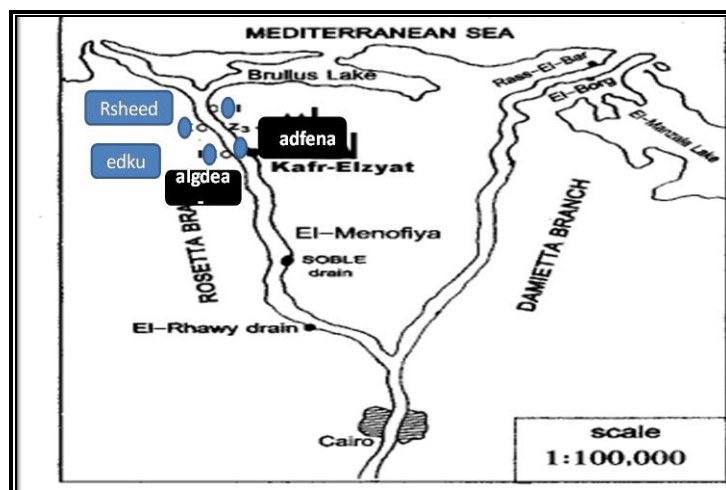 MEDITERRANEAN SEA
Rass-El-Bar
Brullus Lake
El-Borg
Rsheed
El-Manzala Lake
adfena
edku
Kafr-Elzyat
algdea
ROSETTA
DAMIETTA BRANCH
El-Menofiya
SOBLE
drain
El-Rhawy drain
Cairo
scale
1:100,000